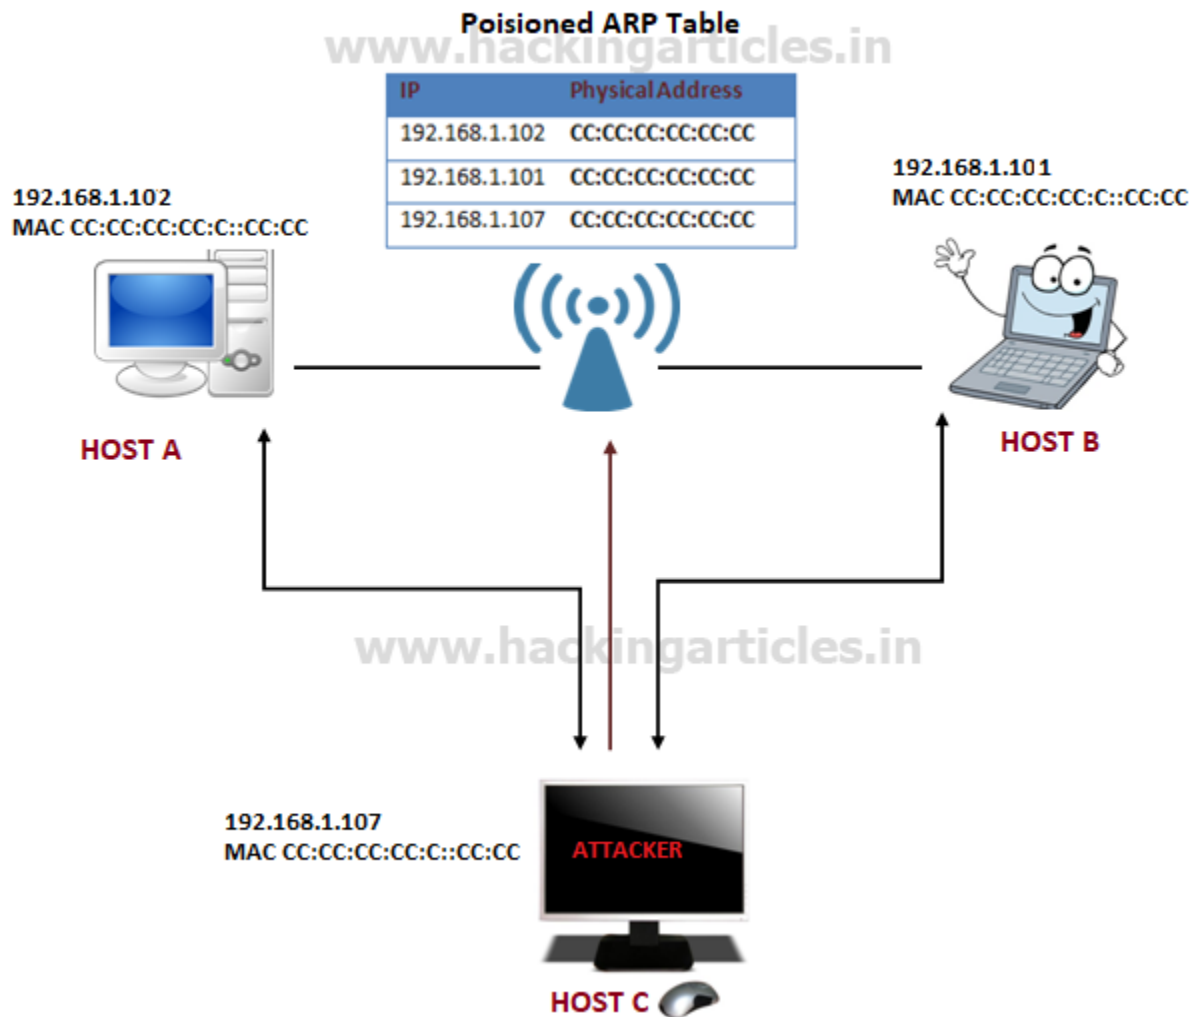 Poisioned ARP Table
www.hackingarticles.in
IP Physical Address
192.168.1.102 CC:CC:CC:CC:CC:CC
192.168.1.101 CC:CC:CC:CC:CC:CC
192.168.1.107 CC:CC:CC:CC:CC:CC
192.168.1.102
MAC CC:CC:CC:CC:C::CC:CC
192.168.1.101
MAC CC:CC:CC:CC:C::CC:CC
HOST A
HOST B
www.hackingarticles.in
192.168.1.107
MAC CC:CC:CC:CC:C::CC:CC
ATTACKER
HOST C